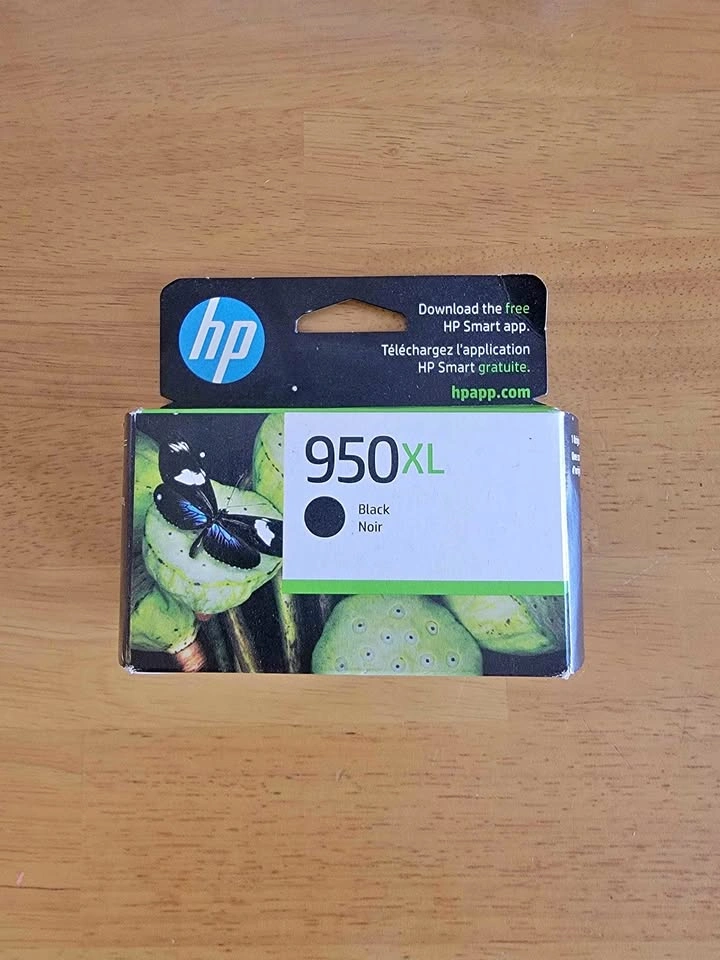 hp
Download the free
HP Smart app.
Téléchargez l'application
HP Smart gratuite.
hpapp.com
950XL
Black
Noir